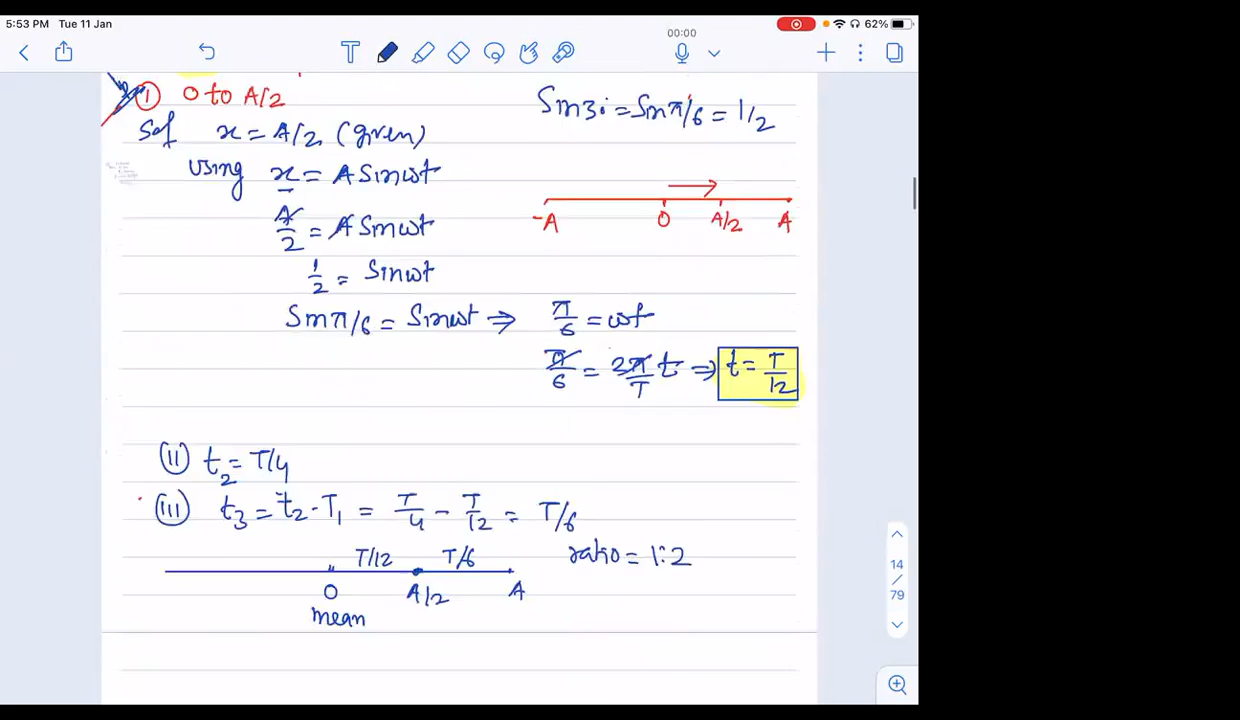 5:53 PM Tue 11 Jan
00:00
62%
T
① 0 to A/2
Sin30 = Sin π/6 = 1/2
Sol x = A/2 (given)
Using x = A Sinωt
-A 0 A/2 A
A/2 = A Sinωt
1/2 = Sinωt
Sin π/6 = Sinωt ⇒ π/6 = ωt
π/6 = 2π/T t ⇒ t = T/12
(II) t₂ = T/4
(III) t₃ = t₂ - T₁ = T/4 - T/12 = T/6
T/12 T/6 ratio = 1:2
0 A/2 A
mean
14
/
79